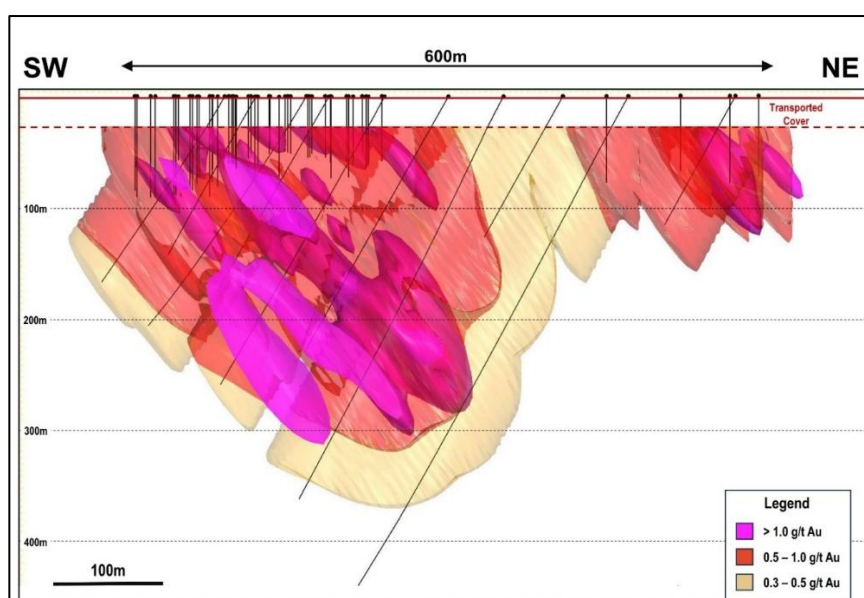 600m
SW
NE
Transported
Cover
100m
200m
300m
400m
100m
Legend
> 1.0 g/t Au
0.5 – 1.0 g/t Au
0.3 – 0.5 g/t Au